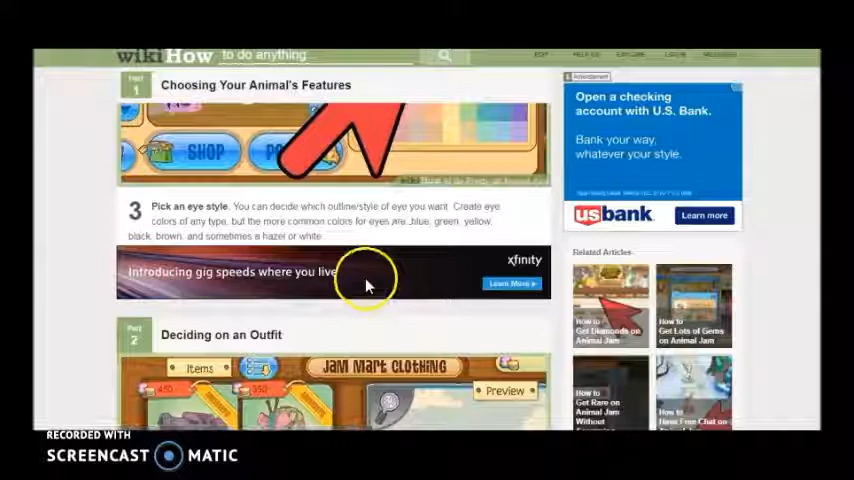 wikiHow to do anything...
EDIT
EXPLORE
Part 1 Choosing Your Animal's Features
SHOP
3 Pick an eye style. You can decide which outline/style of eye you want. Create eye
colors of any type, but the more common colors for eyes are..blue, green, yellow,
black, brown, and sometimes a hazel or white.
Introducing gig speeds where you live
xfinity
Learn More
Part 2 Deciding on an Outfit
Items
JAM MART CLOTHING
450
350
Preview
Advertisement
Open a checking
account with U.S. Bank.
Bank your way,
whatever your style.
usbank
Learn more
Related Articles
How to
Get Diamonds on
Animal Jam
How to
Get Lots of Gems
on Animal Jam
How to
Get Rare on
Animal Jam
Without
How to
Have Free Chat on
RECORDED WITH
SCREENCAST MATIC